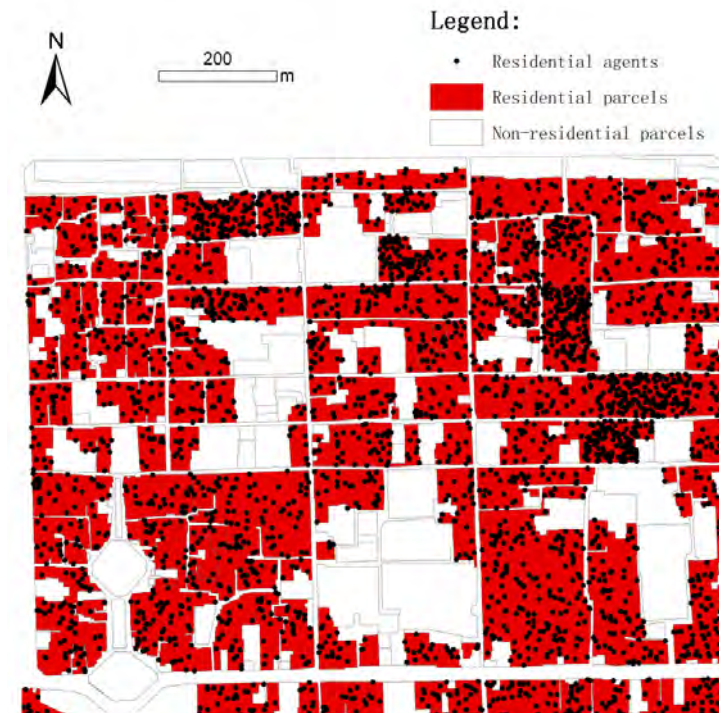 Legend:
N
200
m
Residential agents
Residential parcels
Non-residential parcels